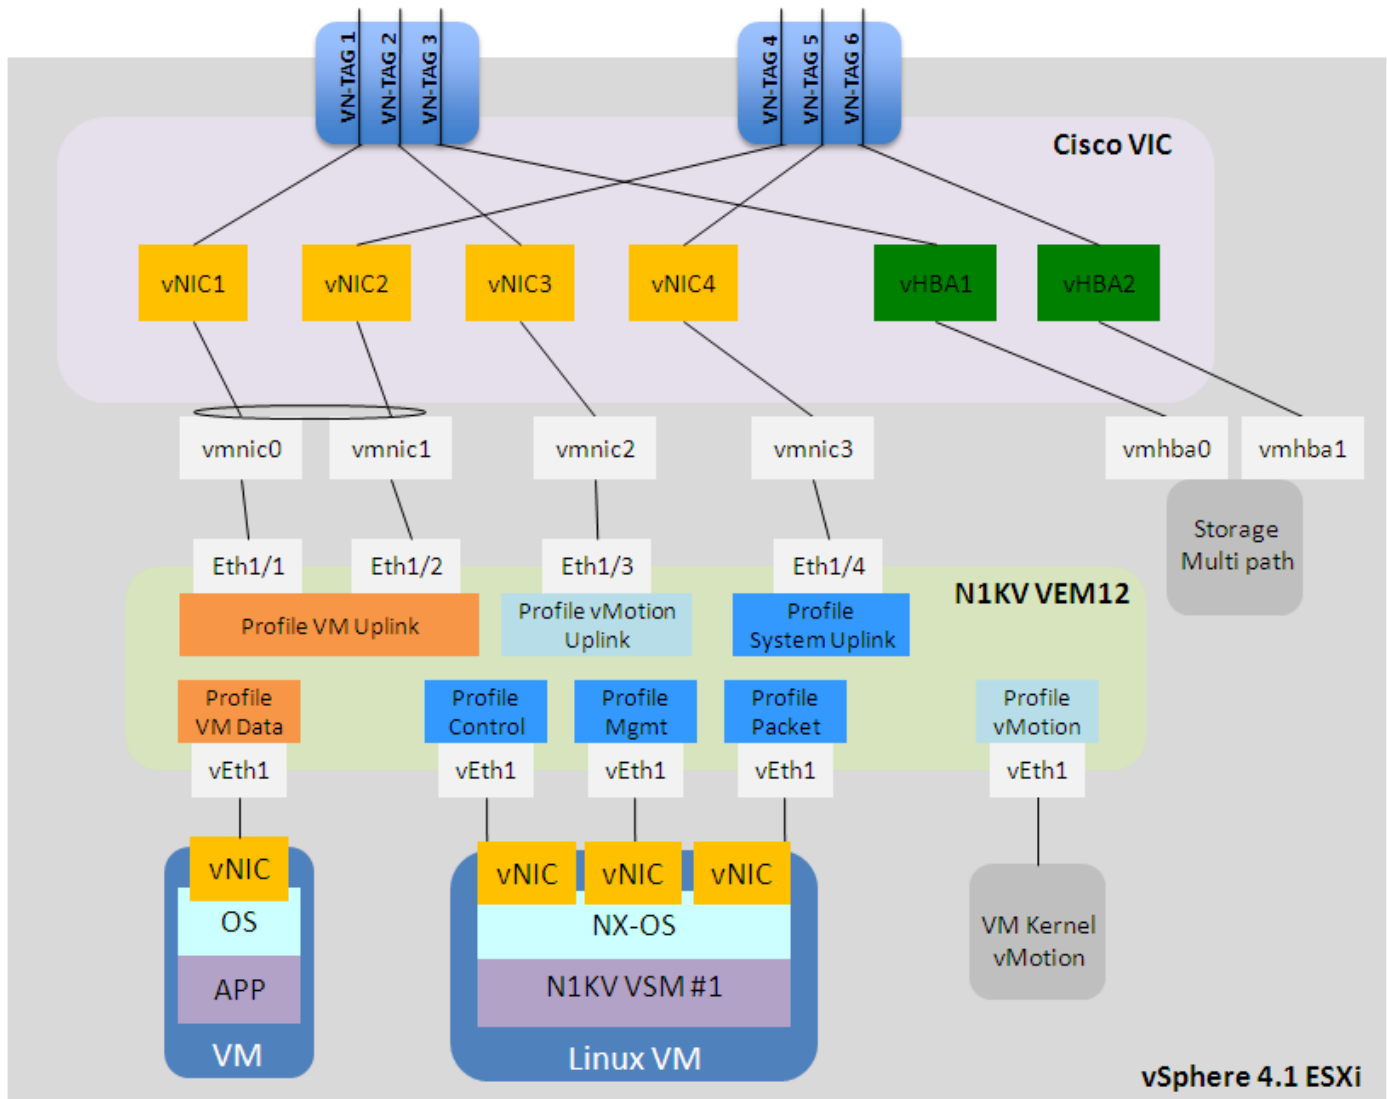 VN-TAG 1
VN-TAG 2
VN-TAG 3
VN-TAG 4
VN-TAG 5
VN-TAG 6
Cisco VIC
vNIC1
vNIC2
vNIC3
vNIC4
vHBA1
vHBA2
vmnic0
vmnic1
vmnic2
vmnic3
vmhba0
vmhba1
Storage
Multi path
Eth1/1
Eth1/2
Eth1/3
Eth1/4
N1KV VEM12
Profile VM Uplink
Profile vMotion
Uplink
Profile
System Uplink
Profile
VM Data
Profile
Control
Profile
Mgmt
Profile
Packet
Profile
vMotion
vEth1
vEth1
vEth1
vEth1
vEth1
vNIC
OS
APP
VM
vNIC
vNIC
vNIC
NX-OS
N1KV VSM #1
Linux VM
VM Kernel
vMotion
vSphere 4.1 ESXi